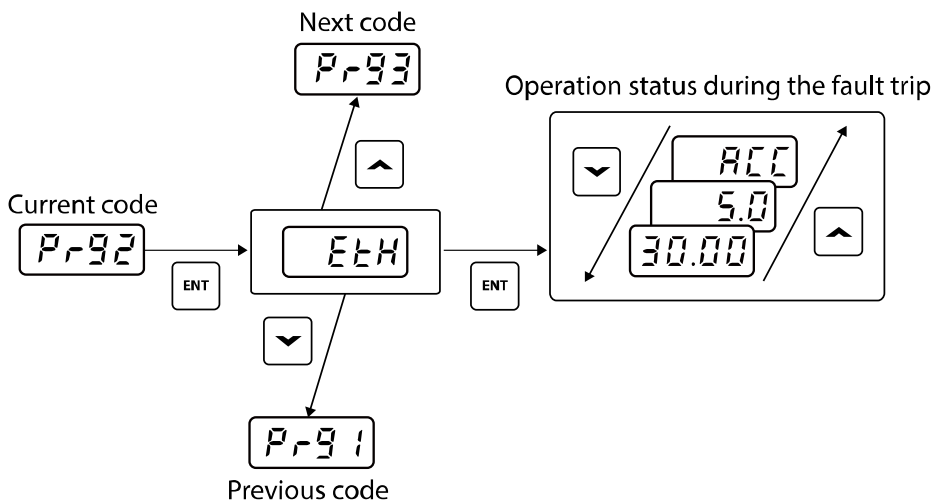 Next code
Pr93
Operation status during the fault trip
ACC
5.0
30.00
Current code
Pr92
ENT
EtH
ENT
Pr91
Previous code